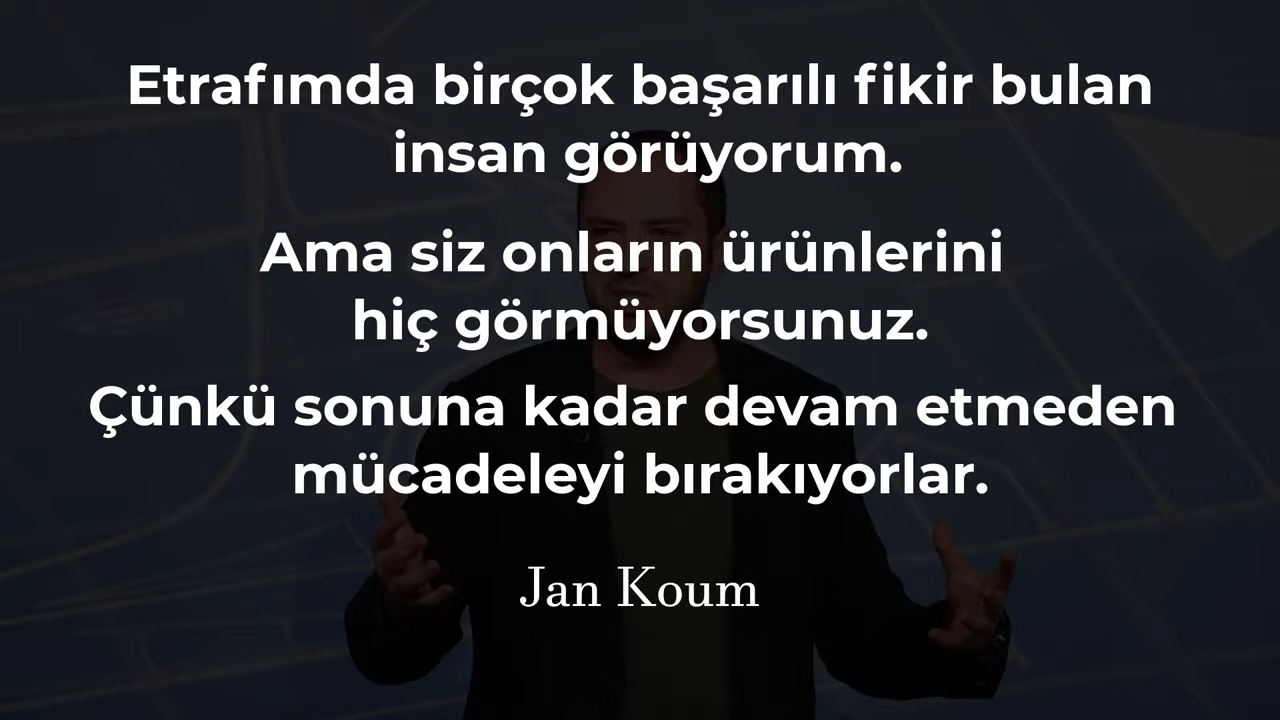 Etrafımda birçok başarılı fikir bulan
insan görüyorum.
Ama siz onların ürünlerini
hiç görmüyorsunuz.
Çünkü sonuna kadar devam etmeden
mücadeleyi bırakıyorlar.
Jan Koum